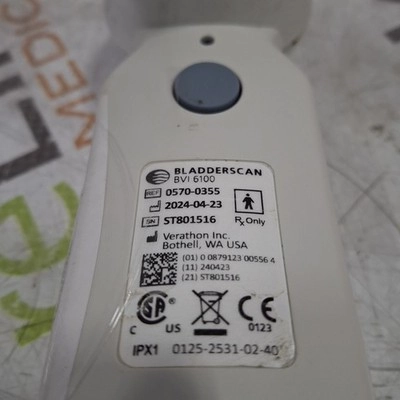 BLADDERSCAN
BVI 6100
REF 0570-0355
2024-04-23
SN ST801516
Rx Only
Verathon Inc.
Bothell, WA USA
(01) 0 0879123 00556 4
(11) 240423
(21) ST801516
C US
CE
0123
IPX1 0125-2531-02-40
MEDIC